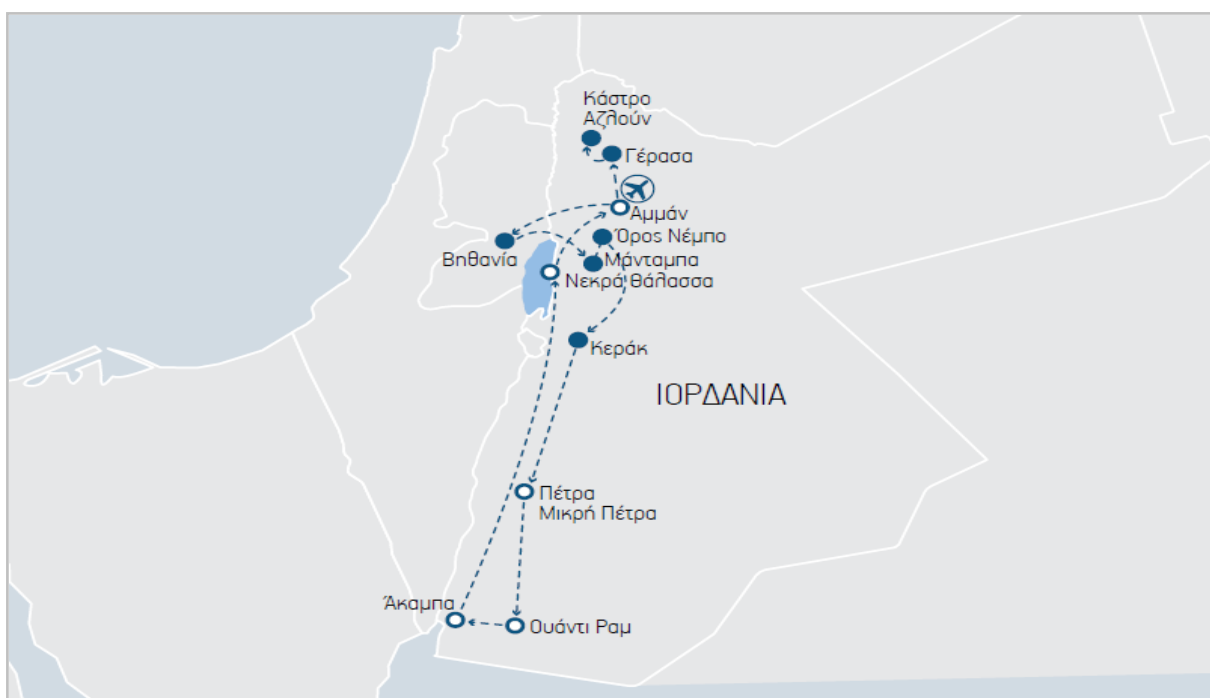 Κάστρο
Αζλούν
Γέρασα
Αμμάν
Όρος Νέμπο
Βηθανία
Μάνταμπα
Νεκρά Θάλασσα
Κεράκ
ΙΟΡΔΑΝΙΑ
Πέτρα
Μικρή Πέτρα
Άκαμπα
Ουάντι Ραμ